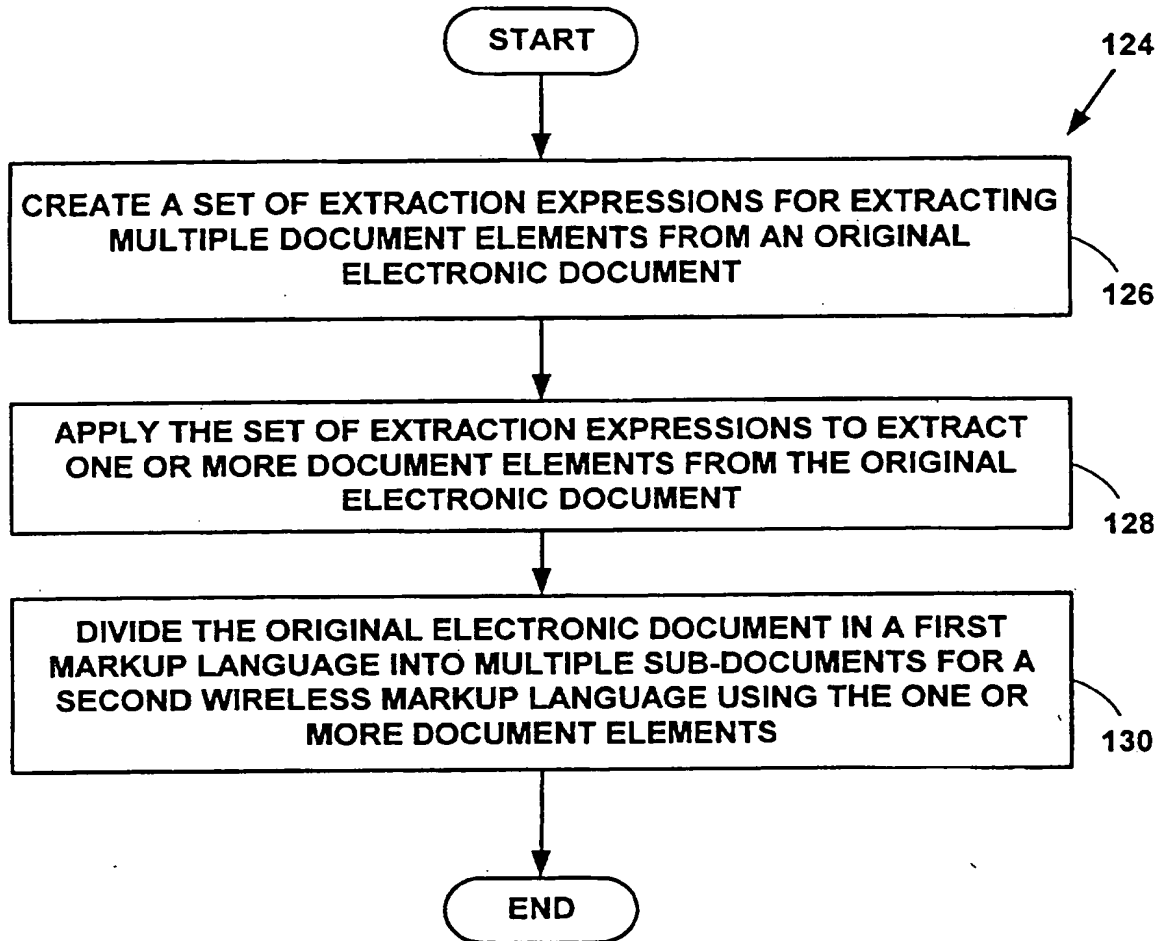 START
124
CREATE A SET OF EXTRACTION EXPRESSIONS FOR EXTRACTING
MULTIPLE DOCUMENT ELEMENTS FROM AN ORIGINAL
ELECTRONIC DOCUMENT
126
APPLY THE SET OF EXTRACTION EXPRESSIONS TO EXTRACT
ONE OR MORE DOCUMENT ELEMENTS FROM THE ORIGINAL
ELECTRONIC DOCUMENT
128
DIVIDE THE ORIGINAL ELECTRONIC DOCUMENT IN A FIRST
MARKUP LANGUAGE INTO MULTIPLE SUB-DOCUMENTS FOR A
SECOND WIRELESS MARKUP LANGUAGE USING THE ONE OR
MORE DOCUMENT ELEMENTS
130
END